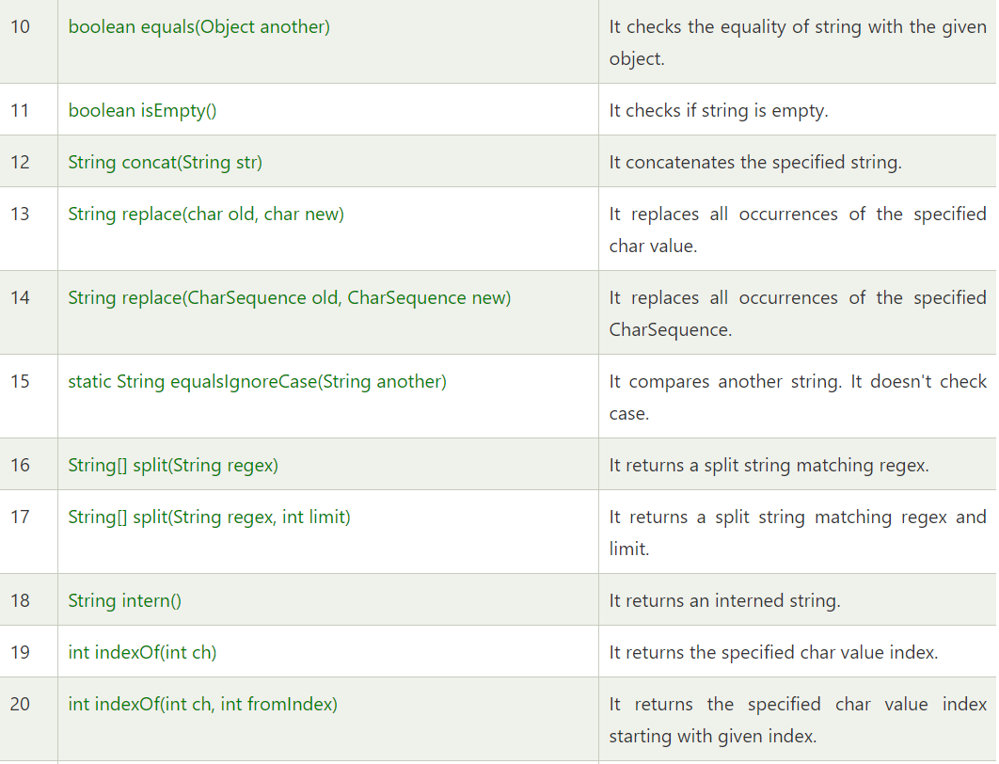 10 boolean equals(Object another) It checks the equality of string with the given
object.
11 boolean isEmpty() It checks if string is empty.
12 String concat(String str) It concatenates the specified string.
13 String replace(char old, char new) It replaces all occurrences of the specified
char value.
14 String replace(CharSequence old, CharSequence new) It replaces all occurrences of the specified
CharSequence.
15 static String equalsIgnoreCase(String another) It compares another string. It doesn't check
case.
16 String[] split(String regex) It returns a split string matching regex.
17 String[] split(String regex, int limit) It returns a split string matching regex and
limit.
18 String intern() It returns an interned string.
19 int indexOf(int ch) It returns the specified char value index.
20 int indexOf(int ch, int fromIndex) It returns the specified char value index
starting with given index.